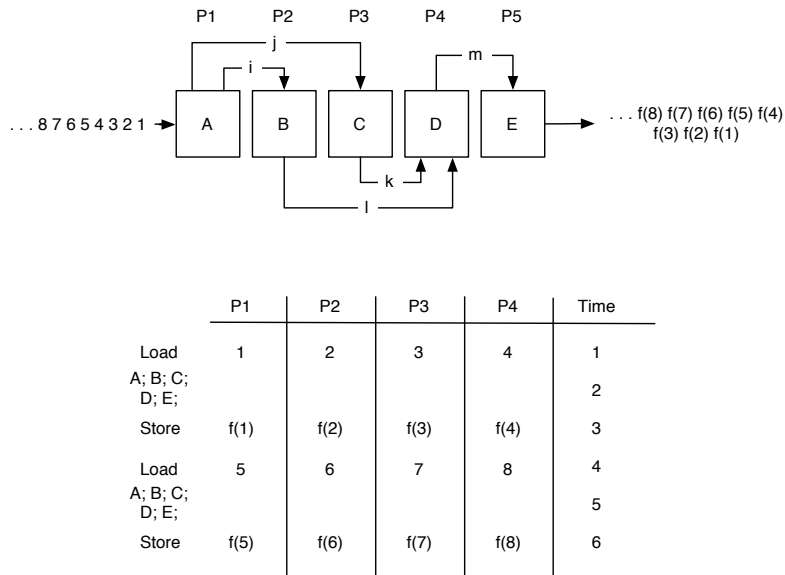 P1 P2 P3 P4 P5
j
m
i
. . . 8 7 6 5 4 3 2 1 A B C D E . . . f(8) f(7) f(6) f(5) f(4)
f(3) f(2) f(1)
k
l
P1 P2 P3 P4 Time
Load 1 2 3 4 1
A; B; C;
D; E; 2
Store f(1) f(2) f(3) f(4) 3
Load 5 6 7 8 4
A; B; C;
D; E; 5
Store f(5) f(6) f(7) f(8) 6